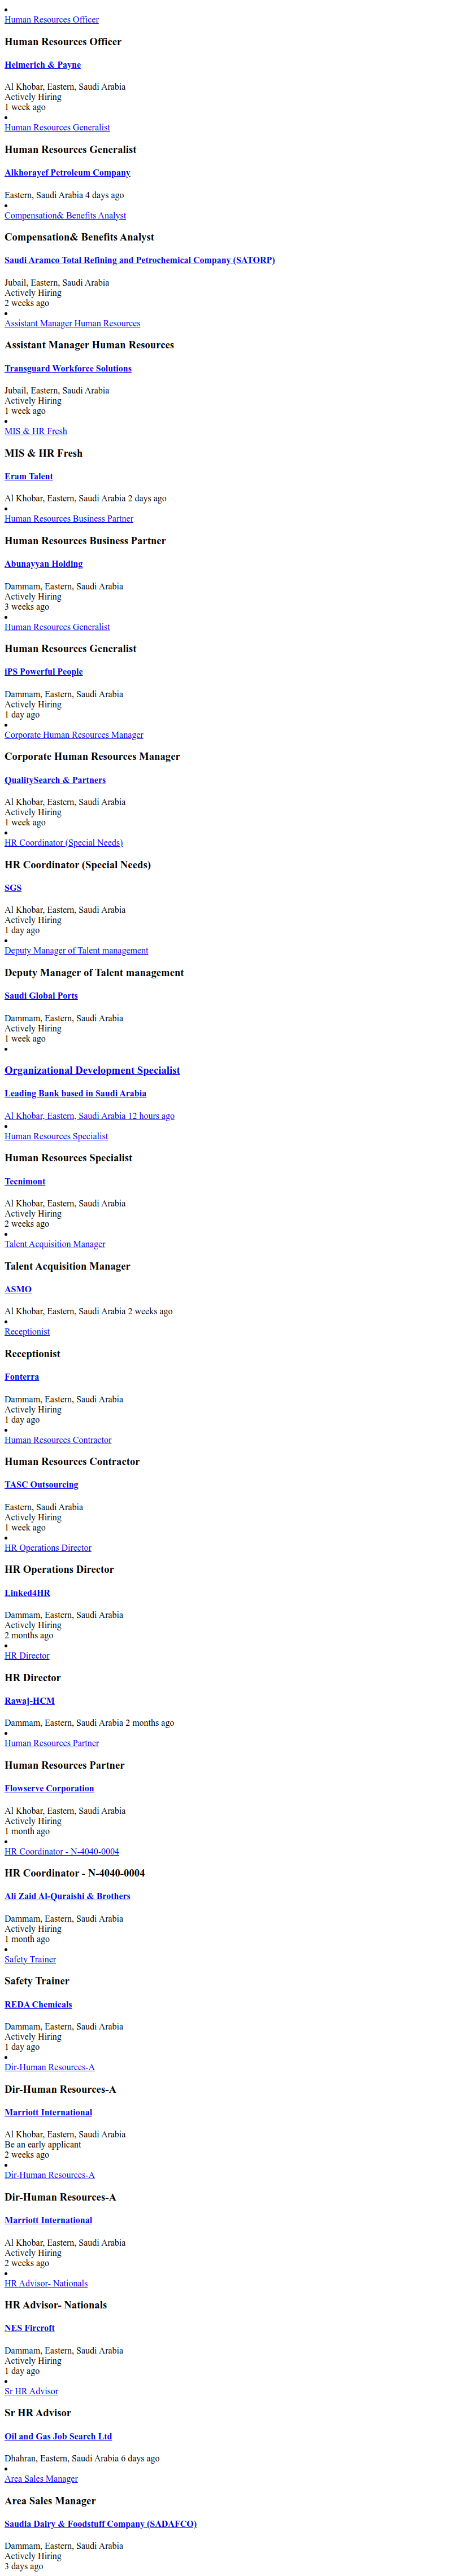 Human Resources Officer
Human Resources Officer
Helmerich & Payne
Al Khobar, Eastern, Saudi Arabia
Actively Hiring
1 week ago
Human Resources Generalist
Human Resources Generalist
Alkhorayef Petroleum Company
Eastern, Saudi Arabia 4 days ago
Compensation& Benefits Analyst
Compensation& Benefits Analyst
Saudi Aramco Total Refining and Petrochemical Company (SATORP)
Jubail, Eastern, Saudi Arabia
Actively Hiring
2 weeks ago
Assistant Manager Human Resources
Assistant Manager Human Resources
Transguard Workforce Solutions
Jubail, Eastern, Saudi Arabia
Actively Hiring
1 week ago
MIS & HR Fresh
MIS & HR Fresh
Eram Talent
Al Khobar, Eastern, Saudi Arabia 2 days ago
Human Resources Business Partner
Human Resources Business Partner
Abunayyan Holding
Dammam, Eastern, Saudi Arabia
Actively Hiring
3 weeks ago
Human Resources Generalist
Human Resources Generalist
iPS Powerful People
Dammam, Eastern, Saudi Arabia
Actively Hiring
1 day ago
Corporate Human Resources Manager
Corporate Human Resources Manager
QualitySearch & Partners
Al Khobar, Eastern, Saudi Arabia
Actively Hiring
1 week ago
HR Coordinator (Special Needs)
HR Coordinator (Special Needs)
SGS
Al Khobar, Eastern, Saudi Arabia
Actively Hiring
1 day ago
Deputy Manager of Talent management
Deputy Manager of Talent management
Saudi Global Ports
Dammam, Eastern, Saudi Arabia
Actively Hiring
1 week ago
Organizational Development Specialist
Leading Bank based in Saudi Arabia
Al Khobar, Eastern, Saudi Arabia 12 hours ago
Human Resources Specialist
Human Resources Specialist
Tecnimont
Al Khobar, Eastern, Saudi Arabia
Actively Hiring
2 weeks ago
Talent Acquisition Manager
Talent Acquisition Manager
ASMO
Al Khobar, Eastern, Saudi Arabia 2 weeks ago
Receptionist
Receptionist
Fonterra
Dammam, Eastern, Saudi Arabia
Actively Hiring
1 day ago
Human Resources Contractor
Human Resources Contractor
TASC Outsourcing
Eastern, Saudi Arabia
Actively Hiring
1 week ago
HR Operations Director
HR Operations Director
Linked4HR
Dammam, Eastern, Saudi Arabia
Actively Hiring
2 months ago
HR Director
HR Director
Rawaj-HCM
Dammam, Eastern, Saudi Arabia 2 months ago
Human Resources Partner
Human Resources Partner
Flowserve Corporation
Al Khobar, Eastern, Saudi Arabia
Actively Hiring
1 month ago
HR Coordinator - N-4040-0004
HR Coordinator - N-4040-0004
Ali Zaid Al-Quraishi & Brothers
Dammam, Eastern, Saudi Arabia
Actively Hiring
1 month ago
Safety Trainer
Safety Trainer
REDA Chemicals
Dammam, Eastern, Saudi Arabia
Actively Hiring
1 day ago
Dir-Human Resources-A
Dir-Human Resources-A
Marriott International
Al Khobar, Eastern, Saudi Arabia
Be an early applicant
2 weeks ago
Dir-Human Resources-A
Dir-Human Resources-A
Marriott International
Al Khobar, Eastern, Saudi Arabia
Actively Hiring
2 weeks ago
HR Advisor- Nationals
HR Advisor- Nationals
NES Fircroft
Dammam, Eastern, Saudi Arabia
Actively Hiring
1 day ago
Sr HR Advisor
Sr HR Advisor
Oil and Gas Job Search Ltd
Dhahran, Eastern, Saudi Arabia 6 days ago
Area Sales Manager
Area Sales Manager
Saudia Dairy & Foodstuff Company (SADAFCO)
Dammam, Eastern, Saudi Arabia
Actively Hiring
3 days ago